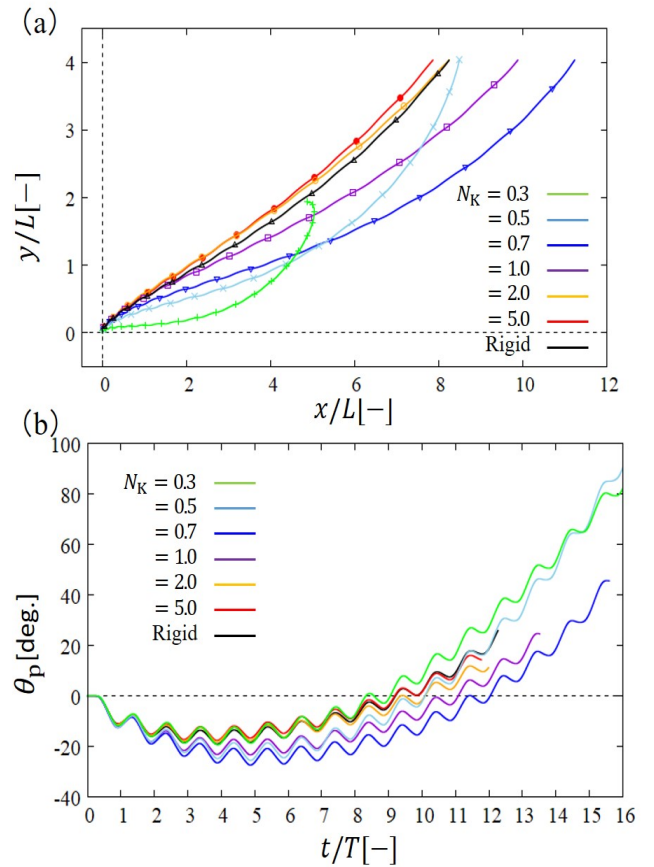 (a)
4
3
2
1
0
y/L[−]
0
2
4
6
8
10
12
x/L[−]
N_K = 0.3
= 0.5
= 0.7
= 1.0
= 2.0
= 5.0
Rigid
(b)
100
80
60
40
20
0
-20
-40
θ_p [deg.]
N_K = 0.3
= 0.5
= 0.7
= 1.0
= 2.0
= 5.0
Rigid
0 1 2 3 4 5 6 7 8 9 10 11 12 13 14 15 16
t/T[−]